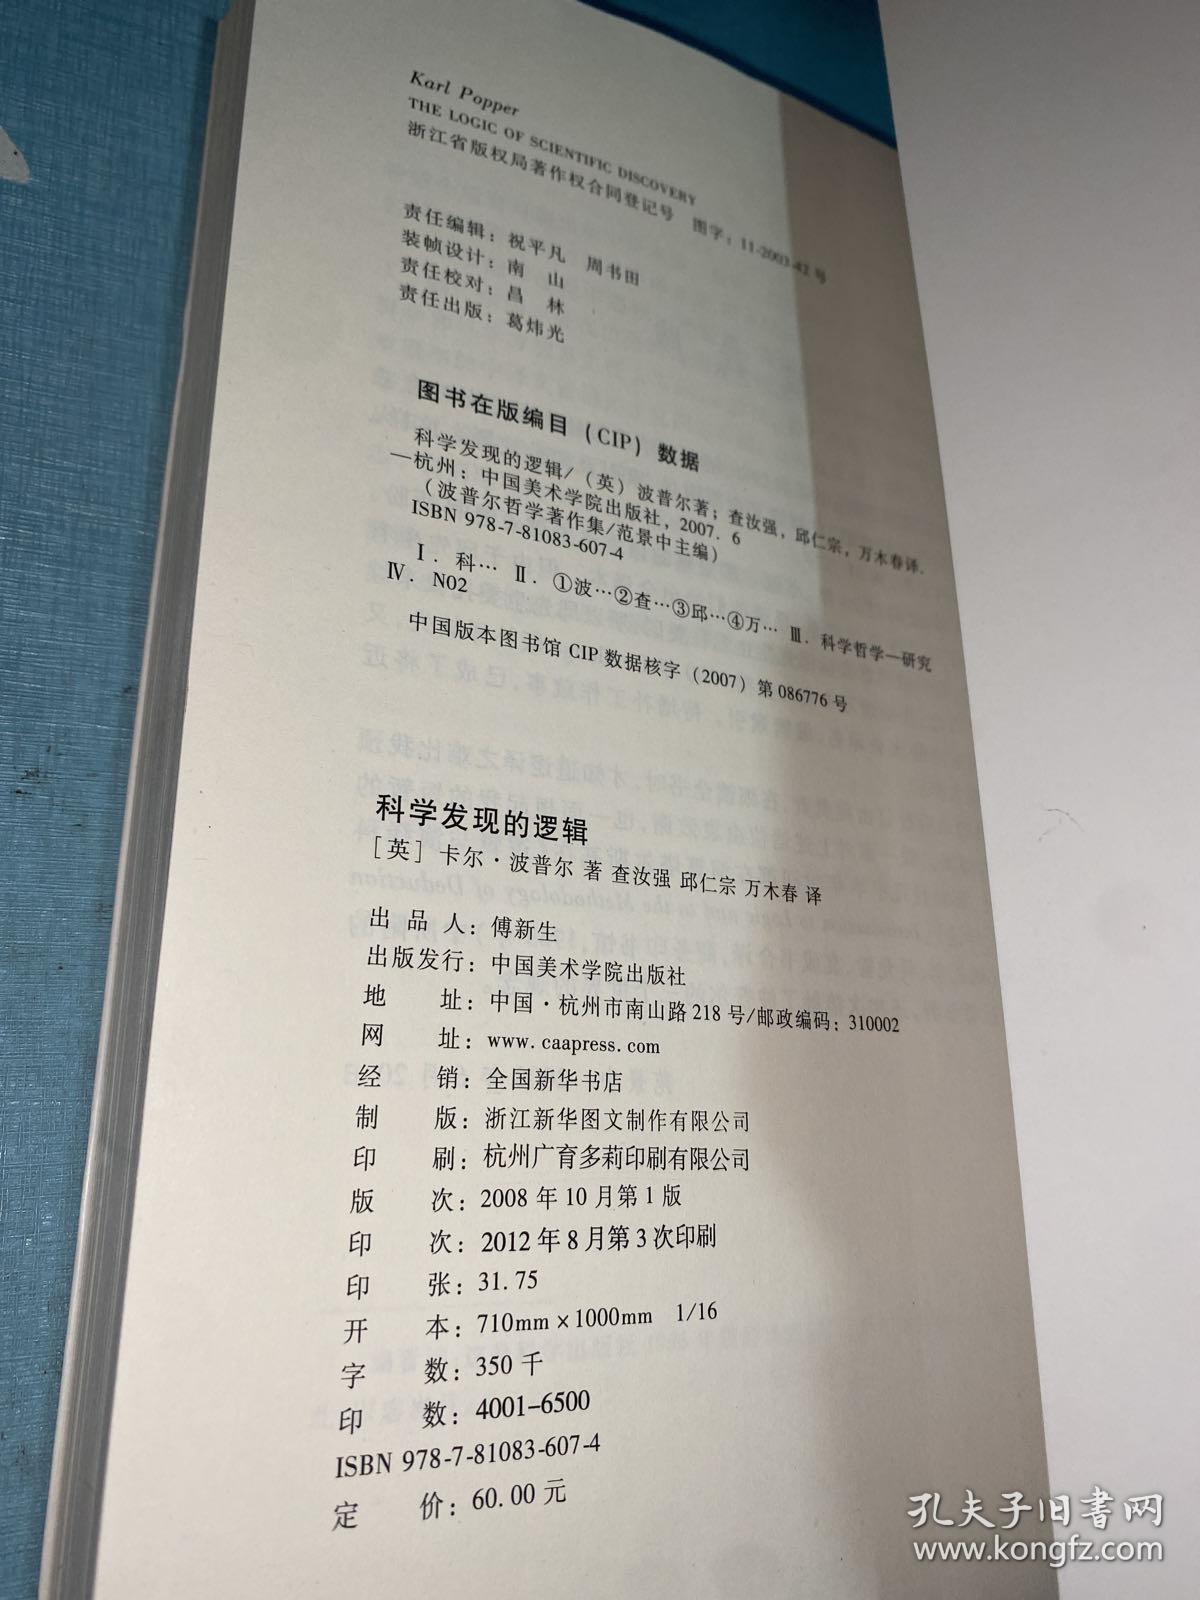 Karl Popper
THE LOGIC OF SCIENTIFIC DISCOVERY
浙江省版权局著作权合同登记号 图字：11-2003-42 号
责任编辑：祝平凡 周书田
装帧设计：南 山
责任校对：昌 林
责任出版：葛炜光
图书在版编目（CIP）数据
科学发现的逻辑/（英）波普尔著；查汝强，邱仁宗，万木春译.
—杭州：中国美术学院出版社，2007.6
（波普尔哲学著作集/范景中主编）
ISBN 978-7-81083-607-4
Ⅰ．科… Ⅱ．①波…②查…③邱…④万… Ⅲ．科学哲学—研究
Ⅳ．N02
中国版本图书馆 CIP 数据核字（2007）第 086776 号
科学发现的逻辑
［英］卡尔·波普尔 著 查汝强 邱仁宗 万木春 译
出 品 人：傅新生
出版发行：中国美术学院出版社
地 址：中国·杭州市南山路 218 号/邮政编码：310002
网 址：www.caapress.com
经 销：全国新华书店
制 版：浙江新华图文制作有限公司
印 刷：杭州广育多莉印刷有限公司
版 次：2008 年 10 月第 1 版
印 次：2012 年 8 月第 3 次印刷
印 张：31.75
开 本：710mm×1000mm 1/16
字 数：350 千
印 数：4001-6500
ISBN 978-7-81083-607-4
定 价：60.00 元
孔夫子旧书网
www.kongfz.com